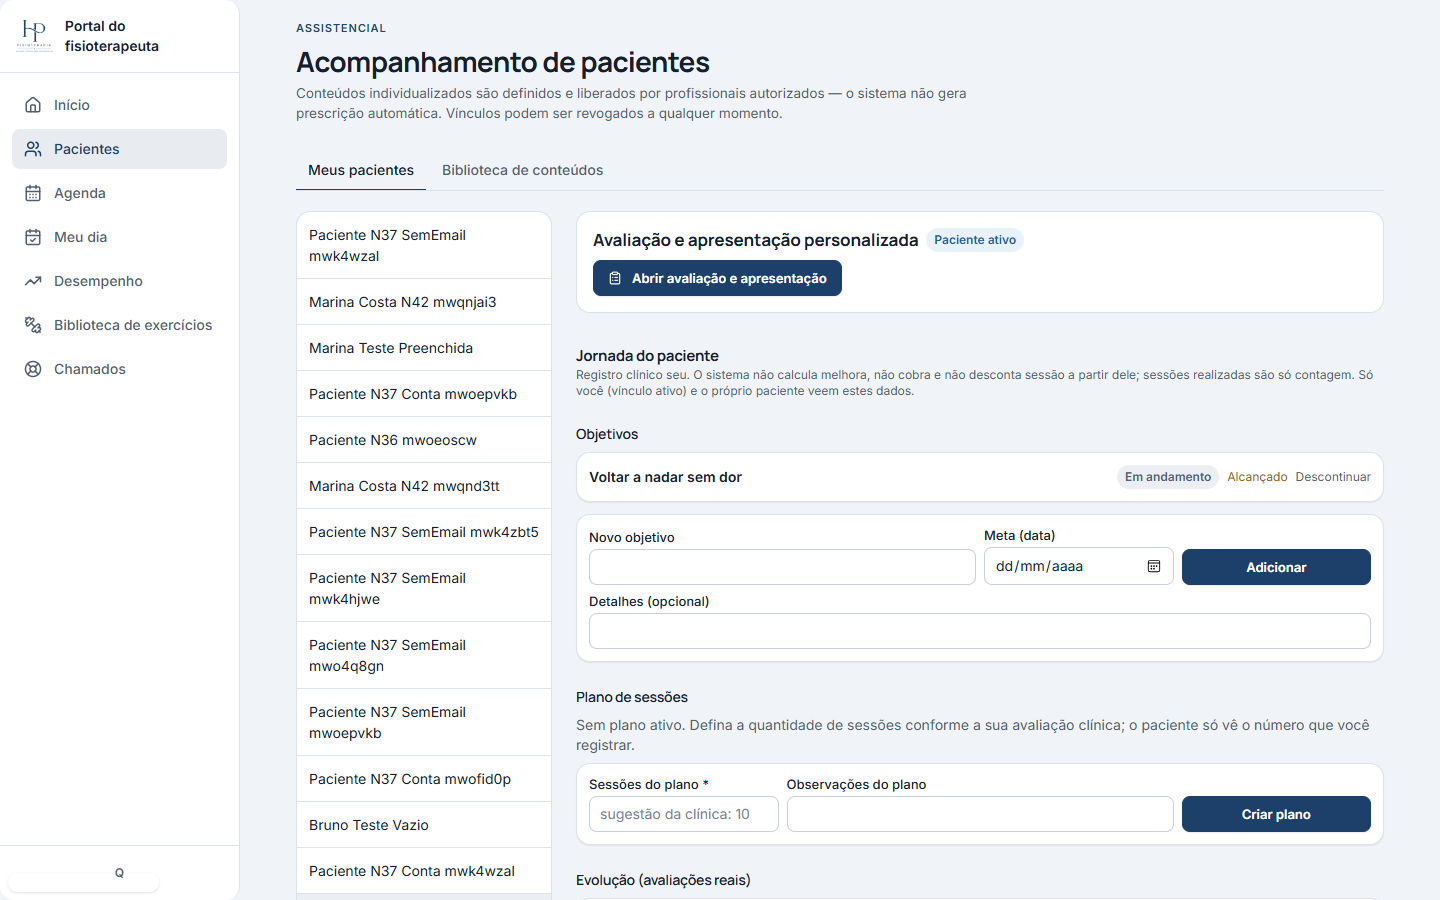 hp
FISIOTERAPIA
Portal do
fisioterapeuta
Início
Pacientes
Agenda
Meu dia
Desempenho
Biblioteca de exercícios
Chamados
Q
ASSISTENCIAL
Acompanhamento de pacientes
Conteúdos individualizados são definidos e liberados por profissionais autorizados — o sistema não gera
prescrição automática. Vínculos podem ser revogados a qualquer momento.
Meus pacientes
Biblioteca de conteúdos
Paciente N37 SemEmail
mwk4wzal
Marina Costa N42 mwqnjai3
Marina Teste Preenchida
Paciente N37 Conta mwoepvkb
Paciente N36 mwoeoscw
Marina Costa N42 mwqnd3tt
Paciente N37 SemEmail mwk4zbt5
Paciente N37 SemEmail
mwk4hjwe
Paciente N37 SemEmail
mwo4q8gn
Paciente N37 SemEmail
mwoepvkb
Paciente N37 Conta mwofid0p
Bruno Teste Vazio
Paciente N37 Conta mwk4wzal
Avaliação e apresentação personalizada
Paciente ativo
Abrir avaliação e apresentação
Jornada do paciente
Registro clínico seu. O sistema não calcula melhora, não cobra e não desconta sessão a partir dele; sessões realizadas são só contagem. Só
você (vínculo ativo) e o próprio paciente veem estes dados.
Objetivos
Voltar a nadar sem dor
Em andamento
Alcançado
Descontinuar
Novo objetivo
Meta (data)
dd/mm/aaaa
Adicionar
Detalhes (opcional)
Plano de sessões
Sem plano ativo. Defina a quantidade de sessões conforme a sua avaliação clínica; o paciente só vê o número que você
registrar.
Sessões do plano *
Observações do plano
sugestão da clínica: 10
Criar plano
Evolução (avaliações reais)